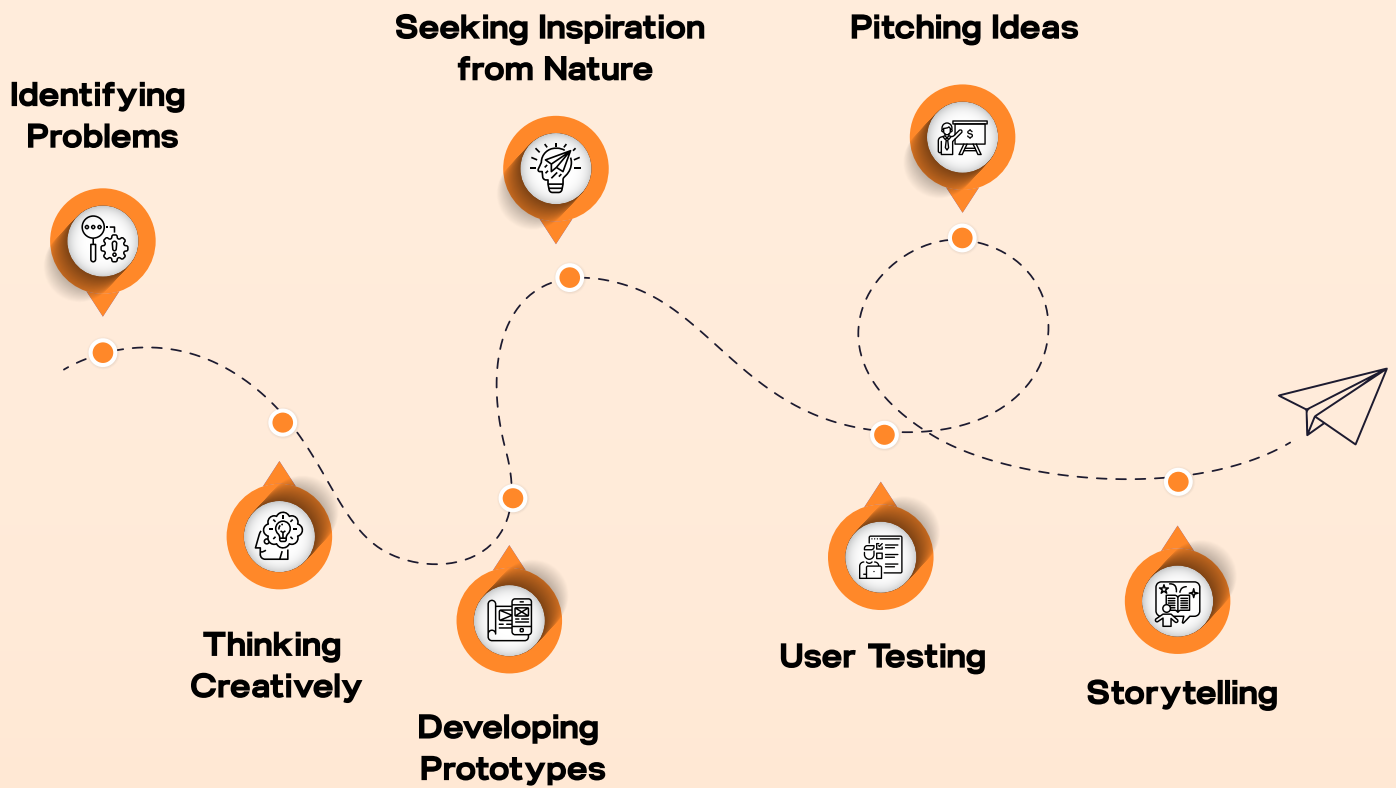 Identifying
Problems
Thinking
Creatively
Developing
Prototypes
Seeking Inspiration
from Nature
User Testing
Pitching Ideas
$
Storytelling